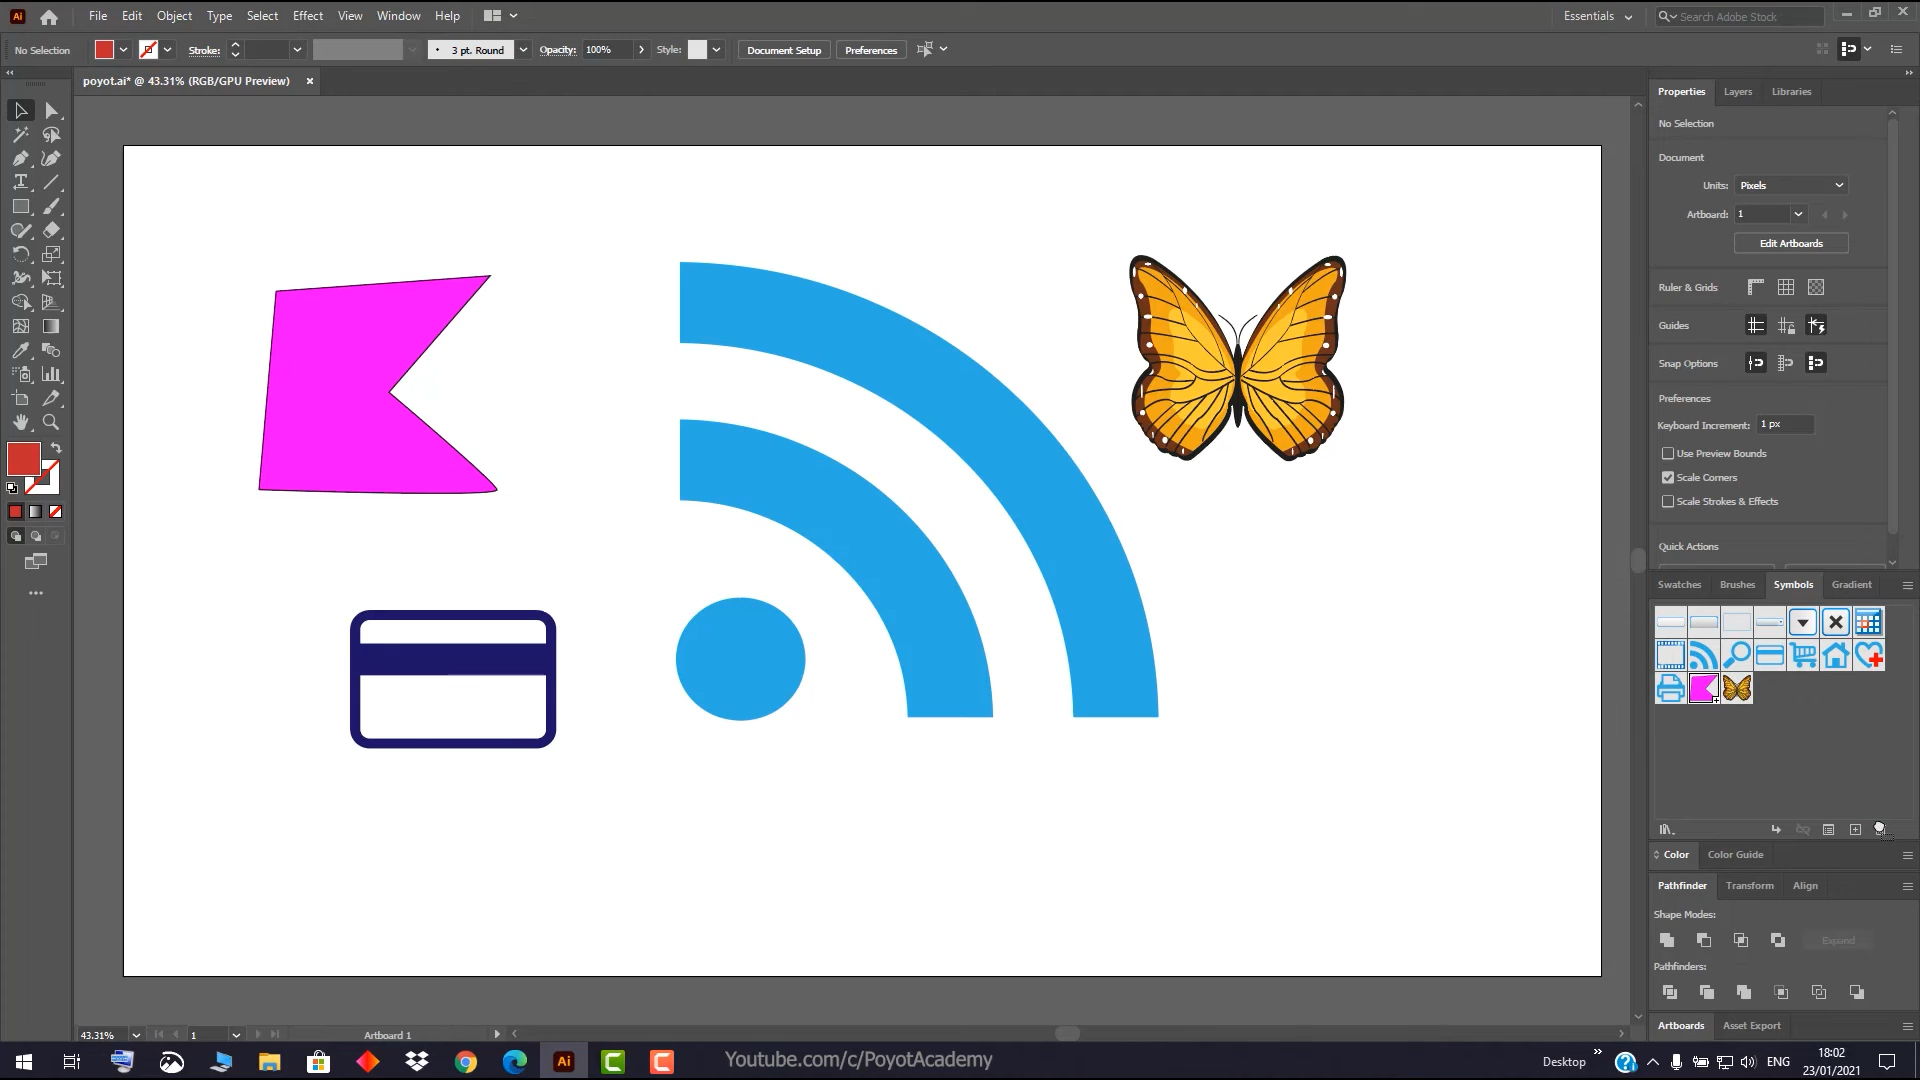 Ai File Edit Object Type Select Effect View Window Help Essentials Search Adobe Stock
No Selection Stroke: 3 pt. Round Opacity: 100% Style: Document Setup Preferences
poyot.ai* @ 43.31% (RGB/GPU Preview)
Properties Layers Libraries
No Selection
Document
Units: Pixels
Artboard: 1
Edit Artboards
Ruler & Grids
Guides
Snap Options
Preferences
Keyboard Increment: 1 px
Use Preview Bounds
Scale Corners
Scale Strokes & Effects
Quick Actions
Swatches Brushes Symbols Gradient
Color Color Guide
Pathfinder Transform Align
Shape Modes:
Expand
Pathfinders:
Artboards Asset Export
43.31% 1 Artboard 1
Ai Youtube.com/c/PoyotAcademy Desktop ENG 18:02
23/01/2021